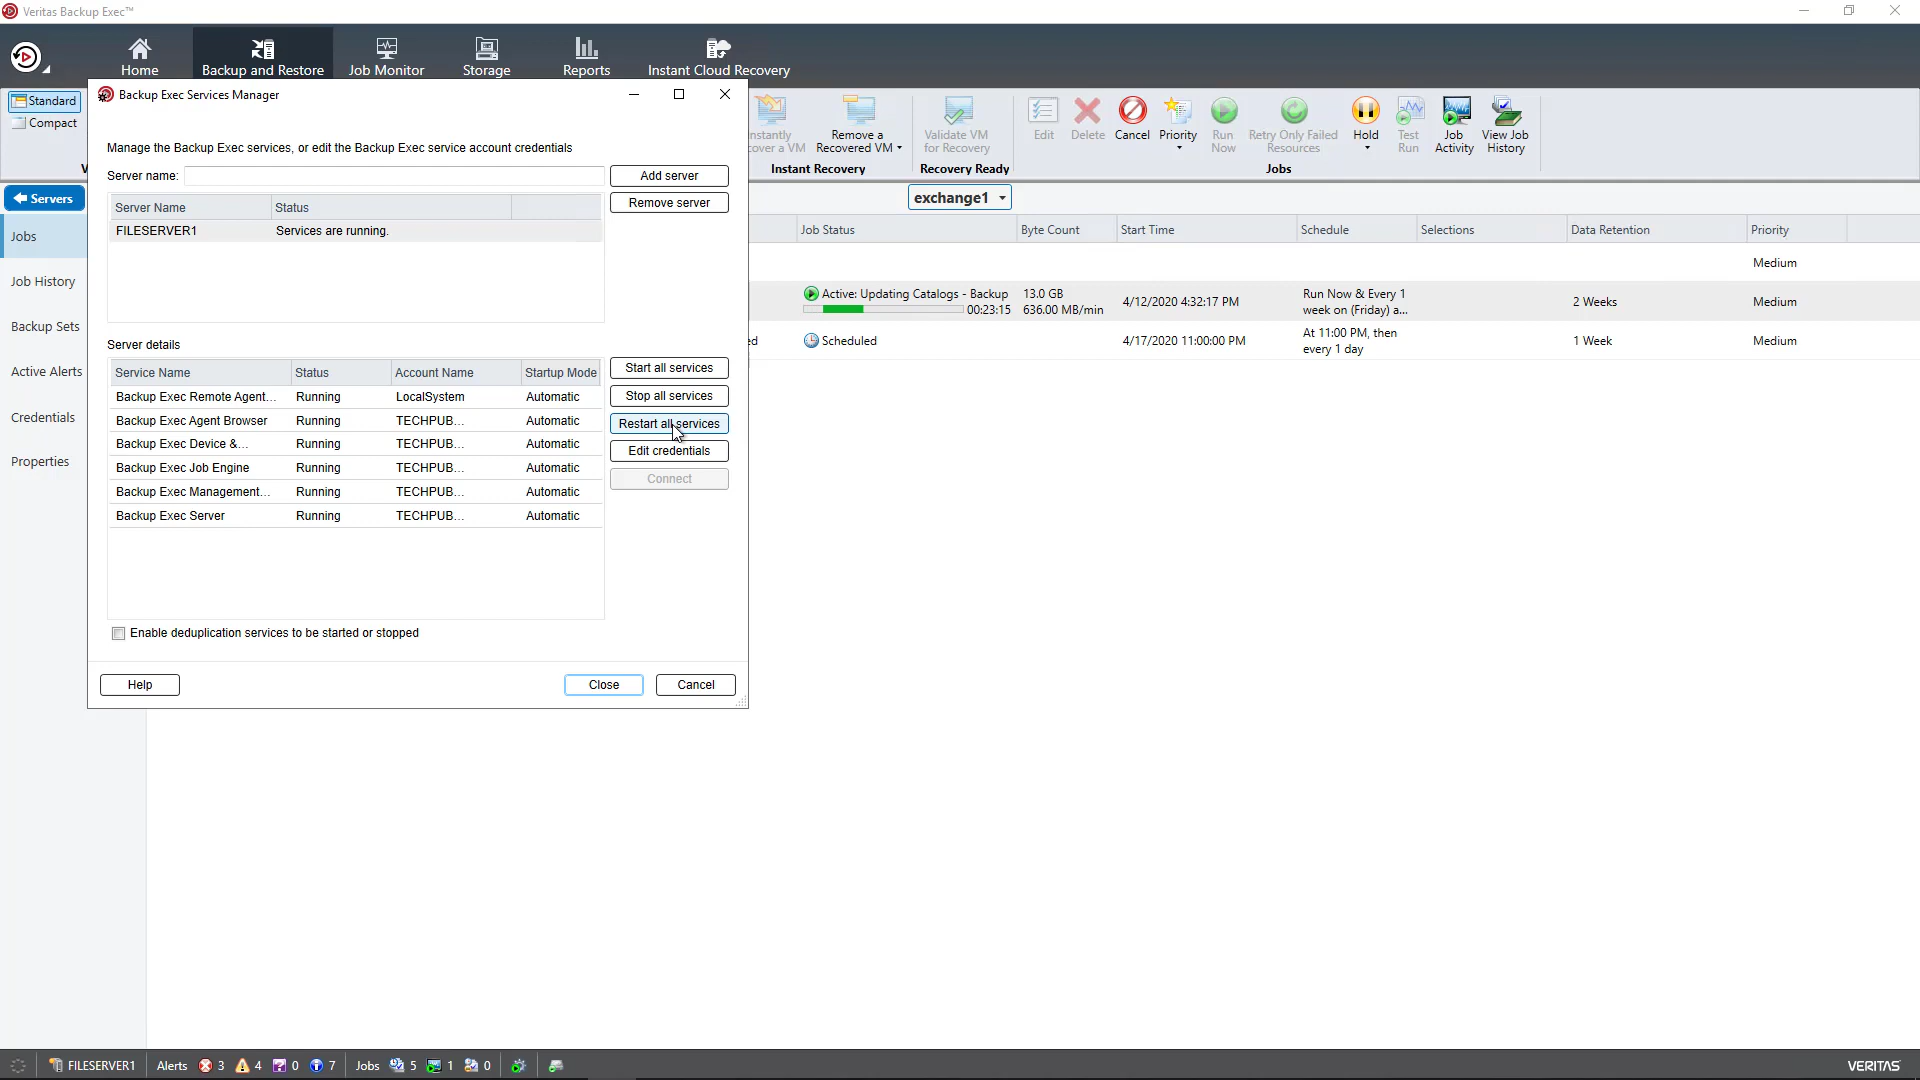 Veritas Backup Exec™
Home
Backup and Restore
Job Monitor
Storage
Reports
Instant Cloud Recovery
Standard
Compact
Backup Exec Services Manager
Manage the Backup Exec services, or edit the Backup Exec service account credentials
Server name:
Add server
Remove server
Server Name Status
FILESERVER1 Services are running.
Server details
Service Name Status Account Name Startup Mode
Backup Exec Remote Agent... Running LocalSystem Automatic
Backup Exec Agent Browser Running TECHPUB... Automatic
Backup Exec Device &... Running TECHPUB... Automatic
Backup Exec Job Engine Running TECHPUB... Automatic
Backup Exec Management... Running TECHPUB... Automatic
Backup Exec Server Running TECHPUB... Automatic
Start all services
Stop all services
Restart all services
Edit credentials
Connect
Enable deduplication services to be started or stopped
Help
Close
Cancel
Remove a
Recovered VM
Instant Recovery
Validate VM
for Recovery
Recovery Ready
Edit
Delete
Cancel
Priority
Run
Now
Retry Only Failed
Resources
Hold
Test
Run
Job
Activity
View Job
History
Jobs
Servers
Jobs
Job History
Backup Sets
Active Alerts
Credentials
Properties
exchange1
Job Status Byte Count Start Time Schedule Selections Data Retention Priority
Medium
Active: Updating Catalogs - Backup 13.0 GB 4/12/2020 4:32:17 PM Run Now & Every 1 2 Weeks Medium
00:23:15 636.00 MB/min week on (Friday) a...
Scheduled 4/17/2020 11:00:00 PM At 11:00 PM, then 1 Week Medium
every 1 day
FILESERVER1 Alerts 3 4 0 7 Jobs 5 1 0
VERITAS